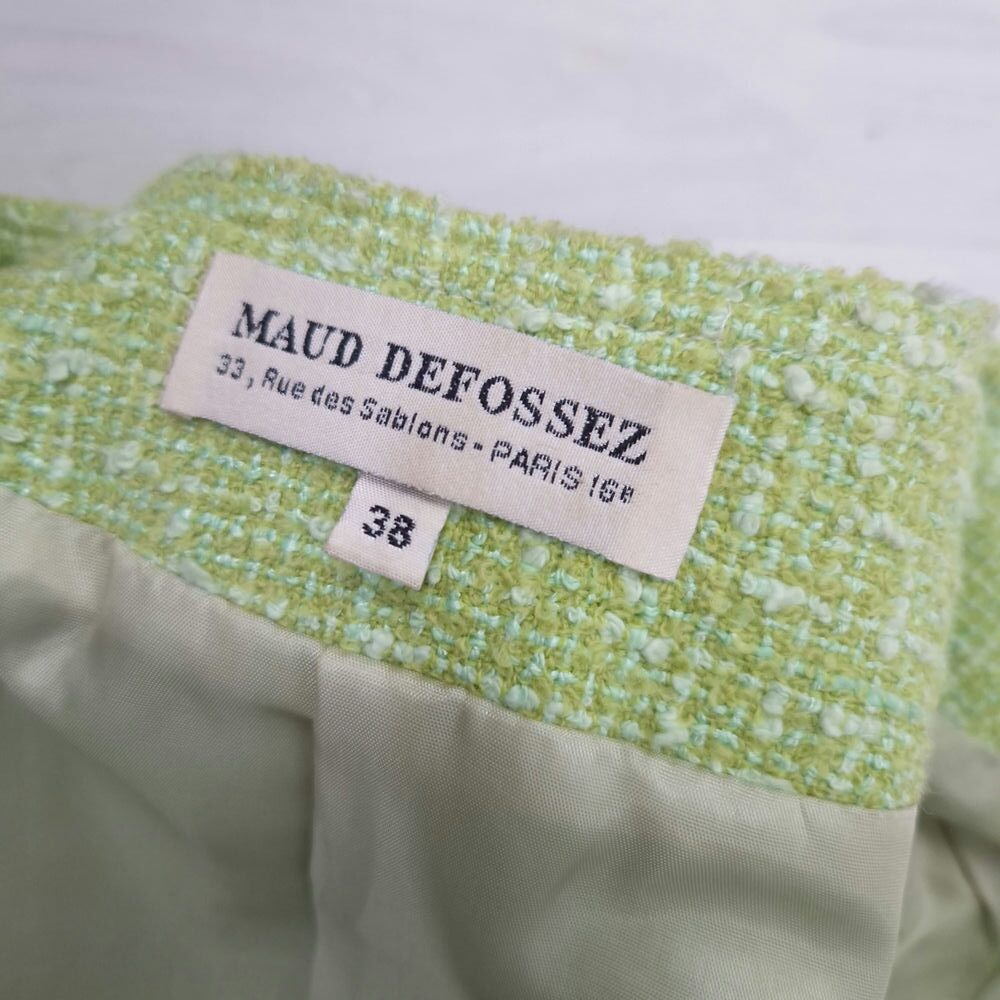 MAUD DEFOSSEZ
33, Rue des Sablons - PARIS 16e
38